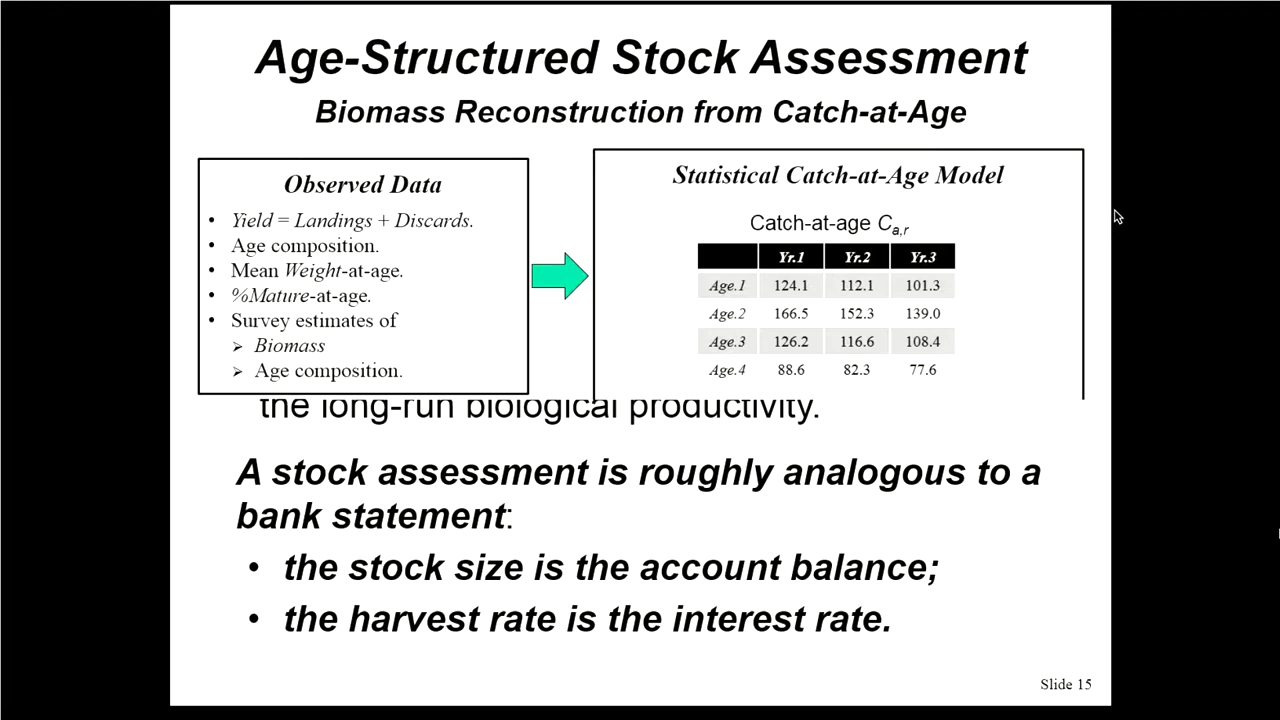 Age-Structured Stock Assessment
Biomass Reconstruction from Catch-at-Age
Observed Data
• Yield = Landings + Discards.
• Age composition.
• Mean Weight-at-age.
• %Mature-at-age.
• Survey estimates of
➢ Biomass
➢ Age composition.
Statistical Catch-at-Age Model
Catch-at-age Ca,r
Yr.1 Yr.2 Yr.3
Age.1 124.1 112.1 101.3
Age.2 166.5 152.3 139.0
Age.3 126.2 116.6 108.4
Age.4 88.6 82.3 77.6
the long-run biological productivity.
A stock assessment is roughly analogous to a
bank statement:
• the stock size is the account balance;
• the harvest rate is the interest rate.
Slide 15